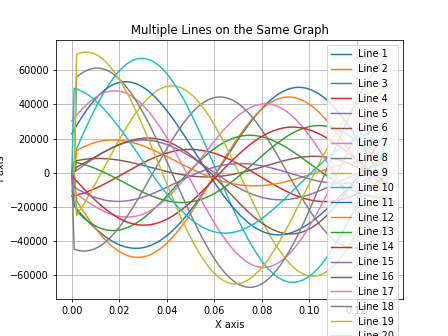 Multiple Lines on the Same Graph
60000
40000
20000
0
−20000
−40000
−60000
0.00
0.02
0.04
0.06
0.08
0.10
X axis
Line 1
Line 2
Line 3
Line 4
Line 5
Line 6
Line 7
Line 8
Line 9
Line 10
Line 11
Line 12
Line 13
Line 14
Line 15
Line 16
Line 17
Line 18
Line 19
Line 20